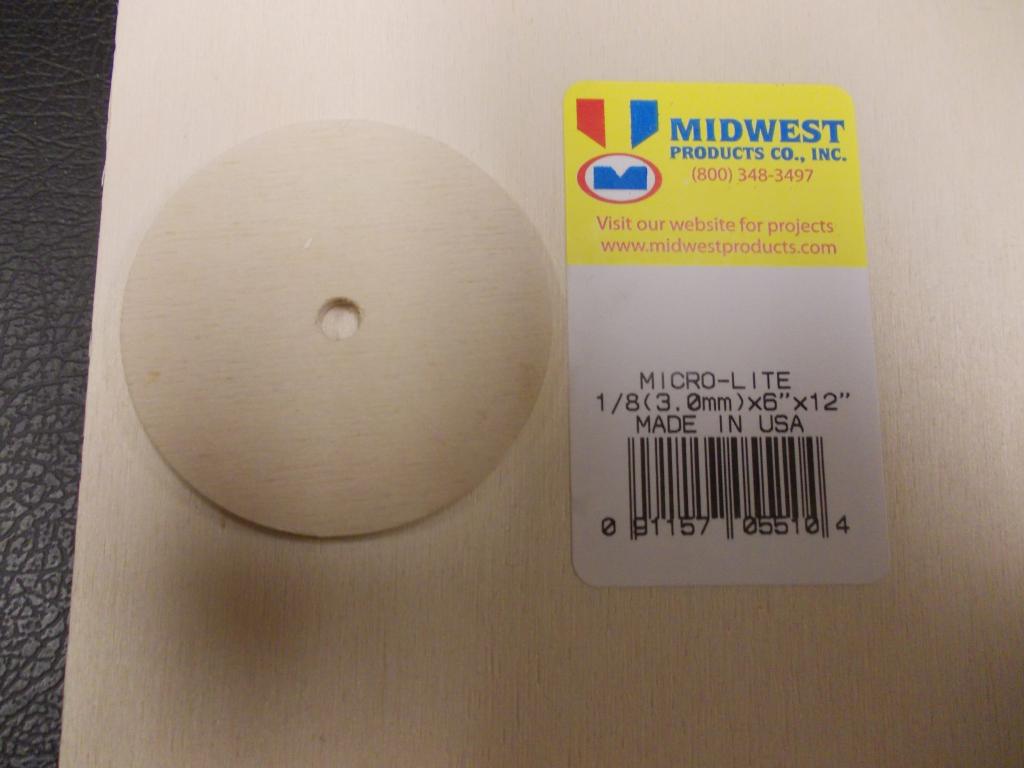 MIDWEST
PRODUCTS CO., INC.
(800) 348-3497
Visit our website for projects
www.midwestproducts.com
MICRO-LITE
1/8(3.0mm)x6"x12"
MADE IN USA
0 91157 05510 4